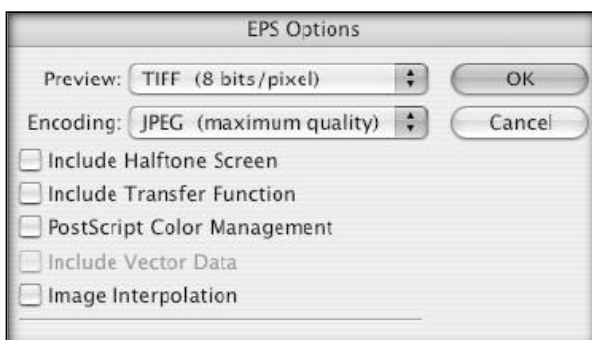 EPS Options
Preview: TIFF (8 bits/pixel) OK
Encoding: JPEG (maximum quality) Cancel
Include Halftone Screen
Include Transfer Function
PostScript Color Management
Include Vector Data
Image Interpolation